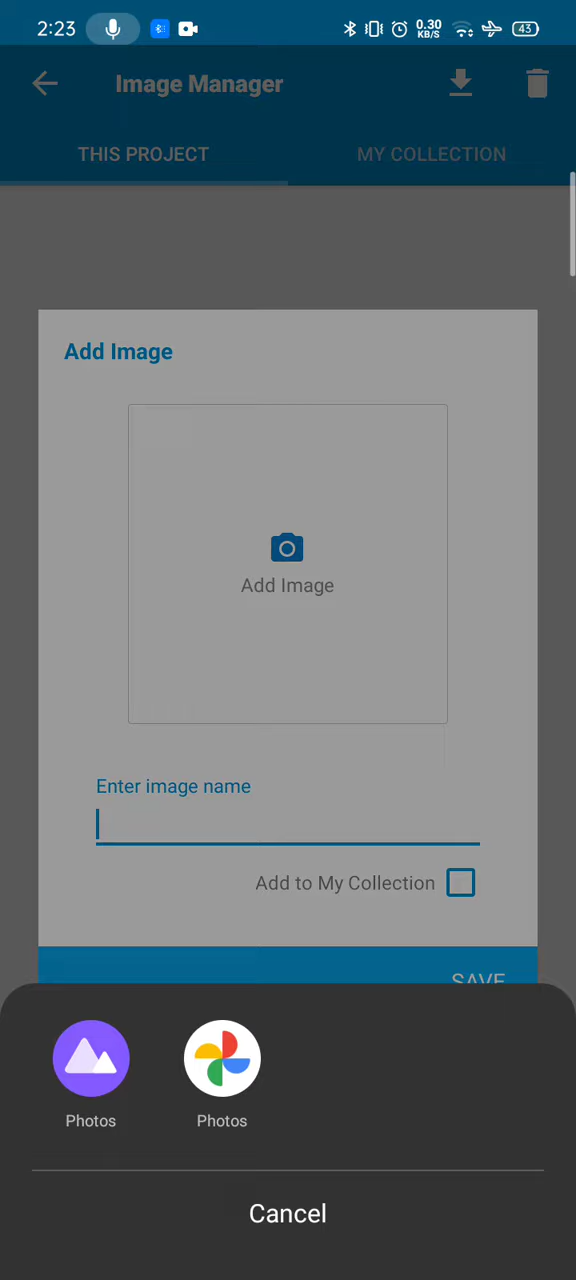 2:23
0.30
KB/S
43
Image Manager
THIS PROJECT
MY COLLECTION
Add Image
Add Image
Enter image name
Add to My Collection
SAVE
Photos
Photos
Cancel